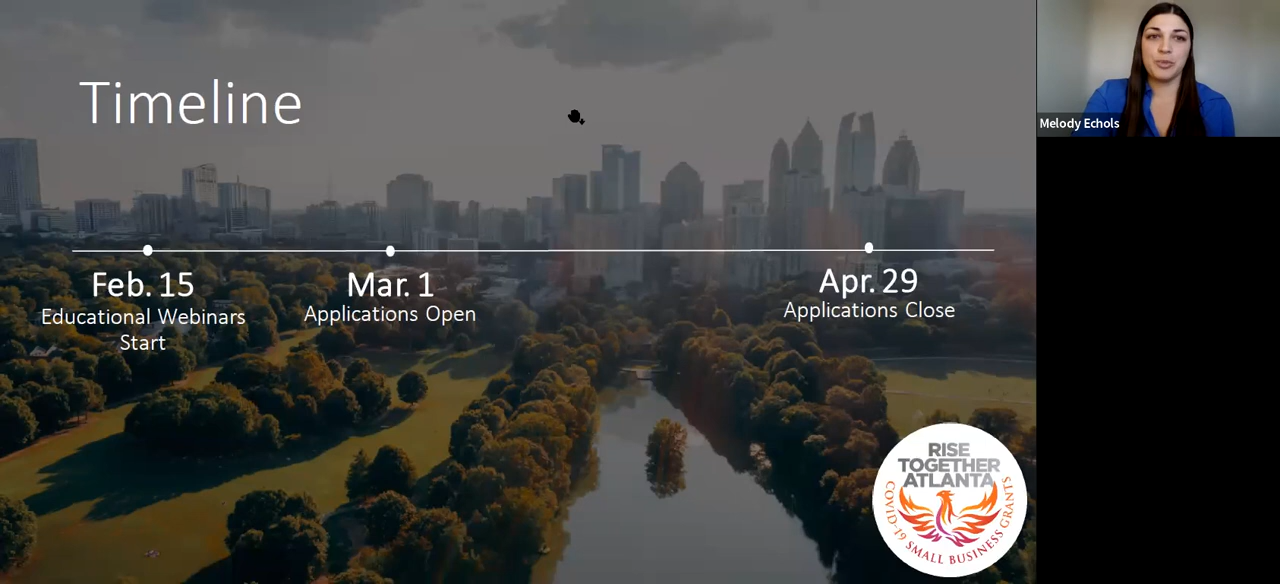 Timeline
Feb. 15
Educational Webinars
Start
Mar. 1
Applications Open
Apr. 29
Applications Close
RISE
TOGETHER
ATLANTA
COVID-19 SMALL BUSINESS GRANTS
Melody Echols